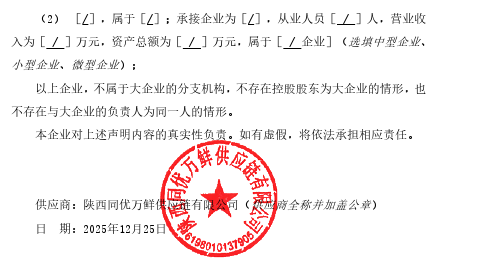 （2）［/］，属于［/］；承接企业为［/］，从业人员［/］人，营业收
入为［/］万元，资产总额为［/］万元，属于［/企业］（选填中型企业、
小型企业、微型企业）；
以上企业，不属于大企业的分支机构，不存在控股股东为大企业的情形，也
不存在与大企业的负责人为同一人的情形。
本企业对上述声明内容的真实性负责。如有虚假，将依法承担相应责任。
陕西同优万鲜供应链有限公司
供应商：陕西同优万鲜供应链有限公司（供应商全称并加盖公章）
日 期：2025年12月25日
6198010137905